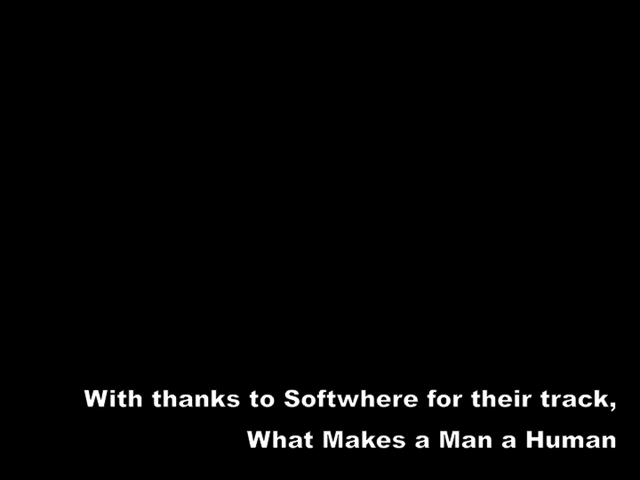 With thanks to Softwhere for their track,
What Makes a Man a Human